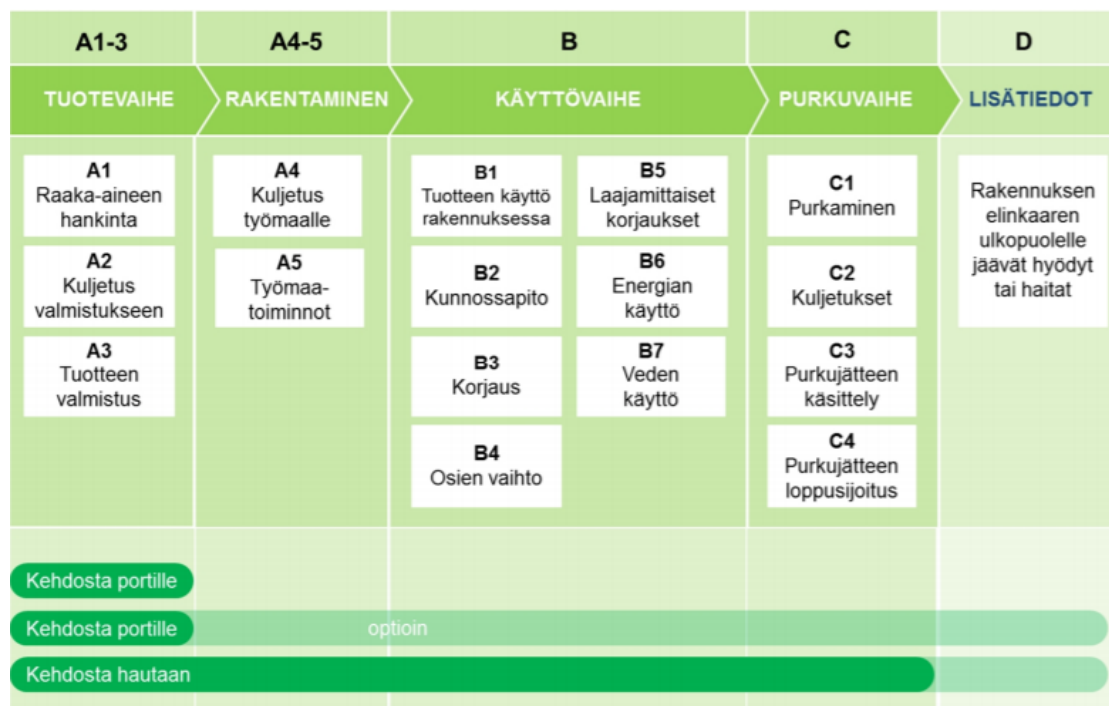 A1-3
A4-5
B
C
D
TUOTEVAIHE
RAKENTAMINEN
KÄYTTÖVAIHE
PURKUVAIHE
LISÄTIEDOT
A1
Raaka-aineen
hankinta
A2
Kuljetus
valmistukseen
A3
Tuotteen
valmistus
A4
Kuljetus
työmaalle
A5
Työmaa-
toiminnot
B1
Tuotteen käyttö
rakennuksessa
B2
Kunnossapito
B3
Korjaus
B4
Osien vaihto
B5
Laajamittaiset
korjaukset
B6
Energian
käyttö
B7
Veden
käyttö
C1
Purkaminen
C2
Kuljetukset
C3
Purkujätteen
käsittely
C4
Purkujätteen
loppusijoitus
Rakennuksen
elinkaaren
ulkopuolelle
jäävät hyödyt
tai haitat
Kehdosta portille
Kehdosta portille optioin
Kehdosta hautaan